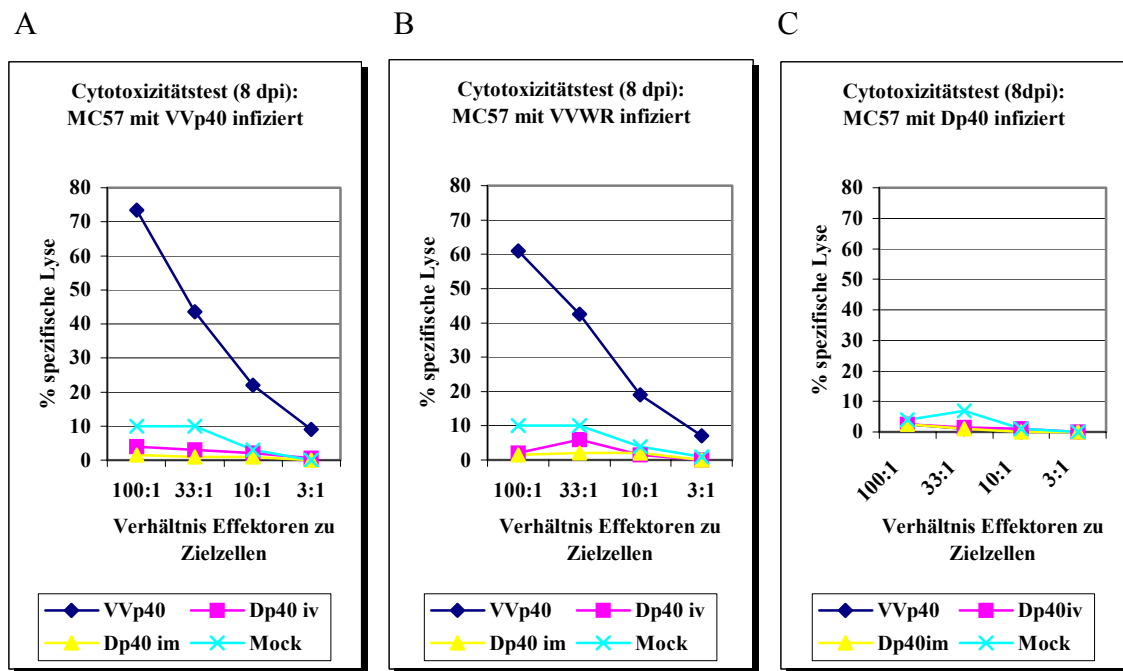 A
Cytotoxizitätstest (8 dpi):
MC57 mit VVp40 infiziert
80
70
60
50
40
30
20
10
0
% spezifische Lyse
100:1 33:1 10:1 3:1
Verhältnis Effektoren zu
Zielzellen
VVp40 Dp40 iv
Dp40 im Mock
B
Cytotoxizitätstest (8 dpi):
MC57 mit VVWR infiziert
80
70
60
50
40
30
20
10
0
% spezifische Lyse
100:1 33:1 10:1 3:1
Verhältnis Effektoren zu
Zielzellen
VVp40 Dp40 iv
Dp40 im Mock
C
Cytotoxizitätstest (8dpi):
MC57 mit Dp40 infiziert
80
70
60
50
40
30
20
10
0
% spezifische Lyse
100:1 33:1 10:1 3:1
Verhältnis Effektoren zu
Zielzellen
VVp40 Dp40iv
Dp40im Mock